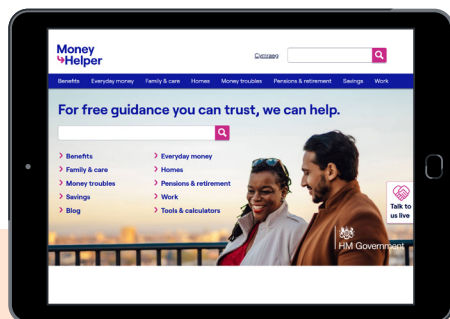 Money
Helper
Cymraeg
Benefits Everyday money Family & care Homes Money troubles Pensions & retirement Savings Work
For free guidance you can trust, we can help.
Benefits
Family & care
Money troubles
Savings
Blog
Everyday money
Homes
Pensions & retirement
Work
Tools & calculators
Talk to
us live
HM Government